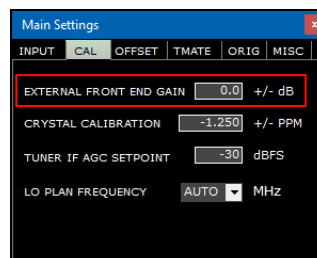 Main Settings x
INPUT CAL OFFSET TMATE ORIG MISC
EXTERNAL FRONT END GAIN 0.0 +/- dB
CRYSTAL CALIBRATION -1.250 +/- PPM
TUNER IF AGC SETPOINT -30 dBFS
LO PLAN FREQUENCY AUTO MHz